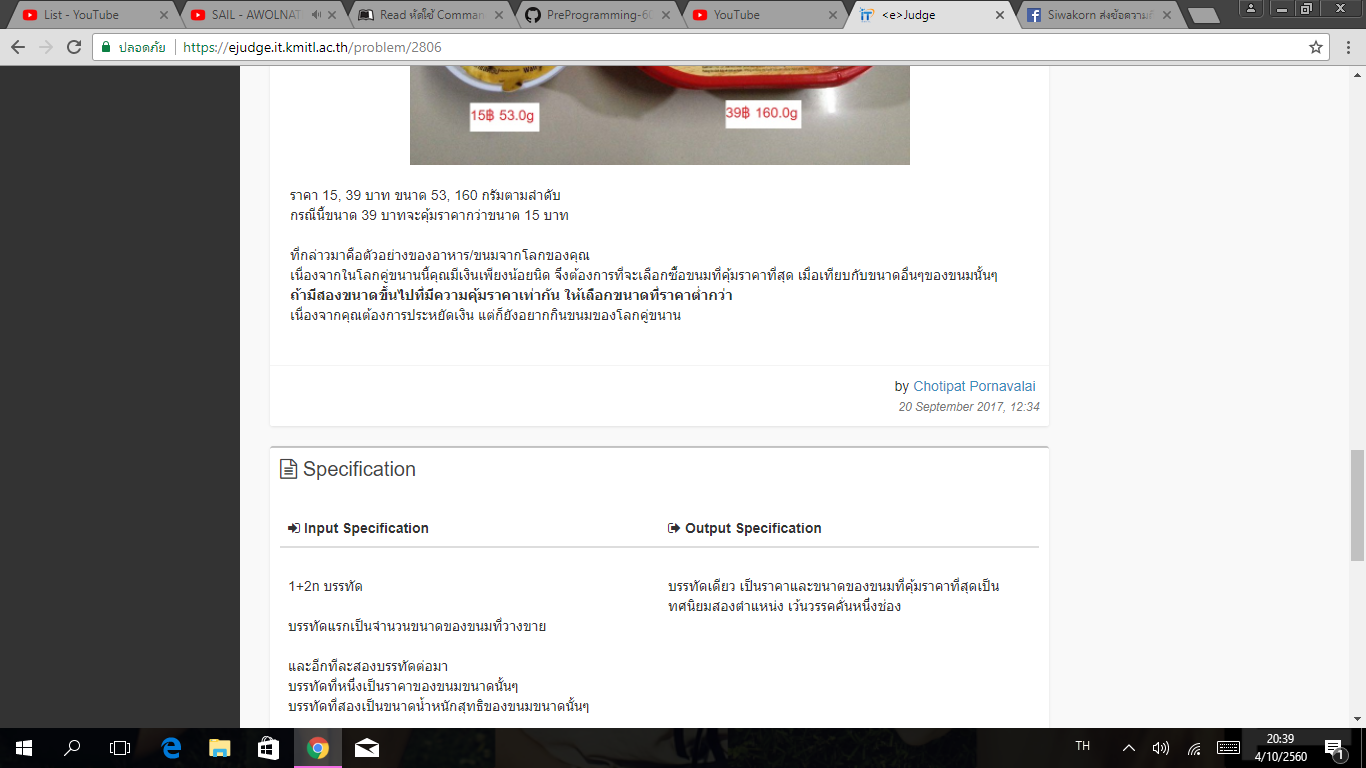 List - YouTube
SAIL - AWOLNAT
Read หัดใช้ Comman
PreProgramming-60
YouTube
<e>Judge
Siwakorn ส่งข้อความถึ
ปลอดภัย
https://ejudge.it.kmitl.ac.th/problem/2806
15฿ 53.0g
39฿ 160.0g
ราคา 15, 39 บาท ขนาด 53, 160 กรัมตามลำดับ
กรณีนี้ขนาด 39 บาทจะคุ้มราคากว่าขนาด 15 บาท
ที่กล่าวมาคือตัวอย่างของอาหาร/ขนมจากโลกของคุณ
เนื่องจากในโลกคู่ขนานนี้คุณมีเงินเพียงน้อยนิด จึงต้องการที่จะเลือกซื้อขนมที่คุ้มราคาที่สุด เมื่อเทียบกับขนาดอื่นๆของขนมนั้นๆ
ถ้ามีสองขนาดขึ้นไปที่มีความคุ้มราคาเท่ากัน ให้เลือกขนาดที่ราคาต่ำกว่า
เนื่องจากคุณต้องการประหยัดเงิน แต่ก็ยังอยากกินขนมของโลกคู่ขนาน
by Chotipat Pornavalai
20 September 2017, 12:34
Specification
Input Specification
Output Specification
1+2n บรรทัด
บรรทัดแรกเป็นจำนวนขนาดของขนมที่วางขาย
และอีกทีละสองบรรทัดต่อมา
บรรทัดที่หนึ่งเป็นราคาของขนมขนาดนั้นๆ
บรรทัดที่สองเป็นขนาดน้ำหนักสุทธิของขนมขนาดนั้นๆ
บรรทัดเดียว เป็นราคาและขนาดของขนมที่คุ้มราคาที่สุดเป็น
ทศนิยมสองตำแหน่ง เว้นวรรคคั่นหนึ่งช่อง
TH
20:39
4/10/2560
1